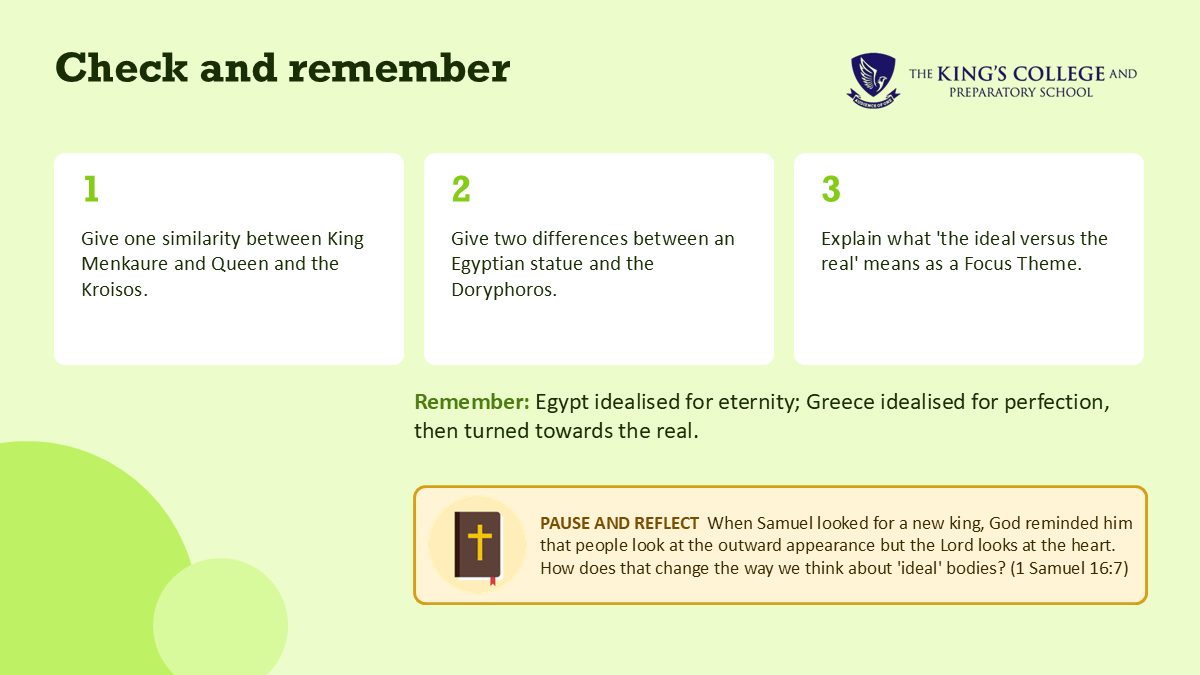 Check and remember
THE KING'S COLLEGE AND
PREPARATORY SCHOOL
AUDIENCE OF ONE
1
Give one similarity between King
Menkaure and Queen and the
Kroisos.
2
Give two differences between an
Egyptian statue and the
Doryphoros.
3
Explain what 'the ideal versus the
real' means as a Focus Theme.
Remember: Egypt idealised for eternity; Greece idealised for perfection,
then turned towards the real.
PAUSE AND REFLECT When Samuel looked for a new king, God reminded him
that people look at the outward appearance but the Lord looks at the heart.
How does that change the way we think about 'ideal' bodies? (1 Samuel 16:7)